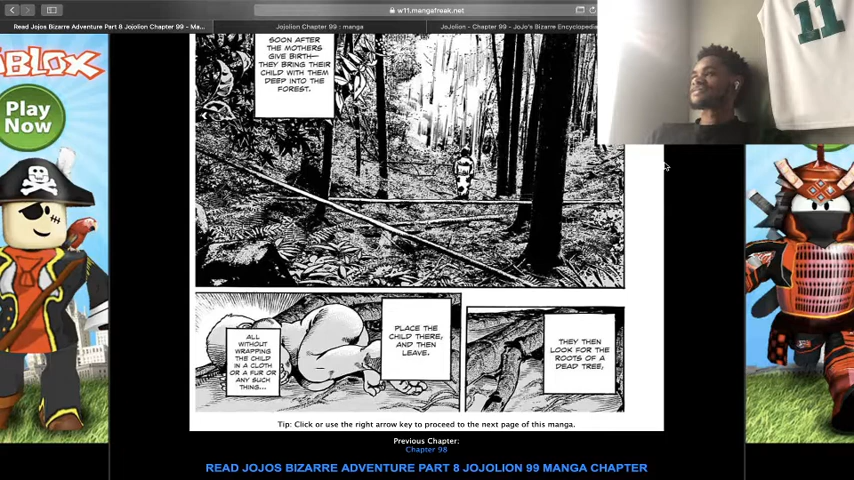 w11.mangafreak.net
Read Jojos Bizarre Adventure Part 8 Jojolion Chapter 99 - Ma...
Jojolion Chapter 99 : manga
JoJolion - Chapter 99 - JoJo's Bizarre Encyclopedia
BLOX
Play
Now
11
SOON AFTER
THE MOTHERS
GIVE BIRTH—
THEY BRING THEIR
CHILD WITH THEM
DEEP INTO THE
FOREST.
THEY THEN
LOOK FOR THE
ROOTS OF A
DEAD TREE,
PLACE THE
CHILD THERE,
AND THEN
LEAVE.
ALL
WITHOUT
WRAPPING
THE CHILD
IN A CLOTH
OR A FUR OR
ANY SUCH
THING...
Tip: Click or use the right arrow key to proceed to the next page of this manga.
Previous Chapter:
Chapter 98
READ JOJOS BIZARRE ADVENTURE PART 8 JOJOLION 99 MANGA CHAPTER